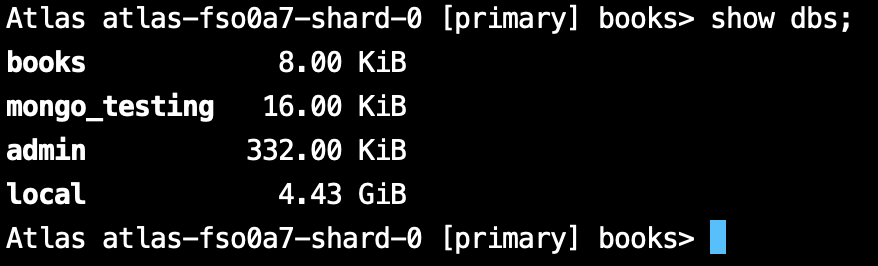 Atlas atlas-fso0a7-shard-0 [primary] books> show dbs;
books            8.00 KiB
mongo_testing   16.00 KiB
admin          332.00 KiB
local            4.43 GiB
Atlas atlas-fso0a7-shard-0 [primary] books>